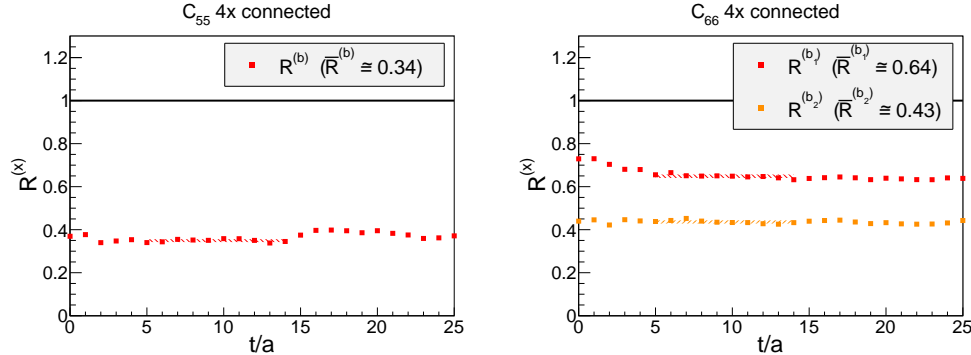 C₅₅ 4x connected
R⁽ᵇ⁾ (R̅⁽ᵇ⁾ ≅ 0.34)
1.2
1
0.8
0.6
0.4
0.2
0
R⁽ˣ⁾
0 5 10 15 20 25
t/a
C₆₆ 4x connected
R^(b₁) (R̅^(b₁) ≅ 0.64)
R^(b₂) (R̅^(b₂) ≅ 0.43)
1.2
1
0.8
0.6
0.4
0.2
0
R⁽ˣ⁾
0 5 10 15 20 25
t/a